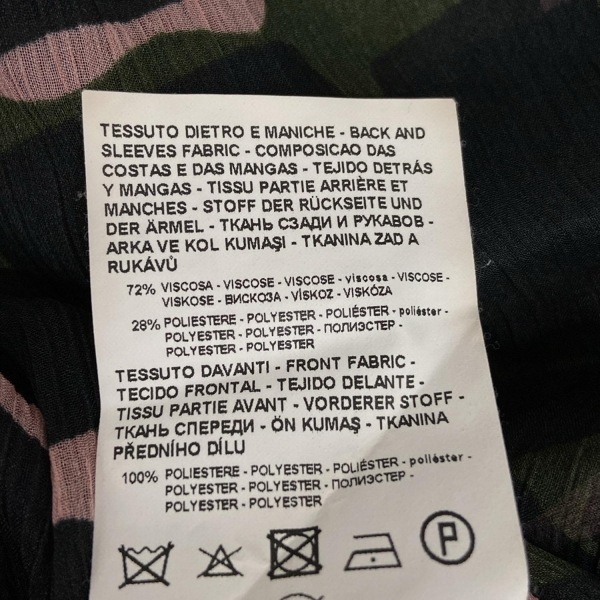 TESSUTO DIETRO E MANICHE - BACK AND
SLEEVES FABRIC - COMPOSICAO DAS
COSTAS E DAS MANGAS - TEJIDO DETRÁS
Y MANGAS - TISSU PARTIE ARRIÈRE ET
MANCHES - STOFF DER RÜCKSEITE UND
DER ÄRMEL - ТКАНЬ СЗАДИ И РУКАВОВ -
ARKA VE KOL KUMAŞI - TKANINA ZAD A
RUKÁVŮ
72% VISCOSA - VISCOSE - VISCOSE - viscosa - VISCOSE -
VISKOSE - ВИСКОЗА - VİSKOZ - VISKÓZA
28% POLIESTERE - POLYESTER - POLIÉSTER - poliéster -
POLYESTER - POLYESTER - ПОЛИЭСТЕР -
POLYESTER - POLYESTER
TESSUTO DAVANTI - FRONT FABRIC -
TECIDO FRONTAL - TEJIDO DELANTE -
TISSU PARTIE AVANT - VORDERER STOFF -
ТКАНЬ СПЕРЕДИ - ÖN KUMAŞ - TKANINA
PŘEDNÍHO DÍLU
100% POLIESTERE - POLYESTER - POLIÉSTER - poliéster -
POLYESTER - POLYESTER - ПОЛИЭСТЕР -
POLYESTER - POLYESTER
P